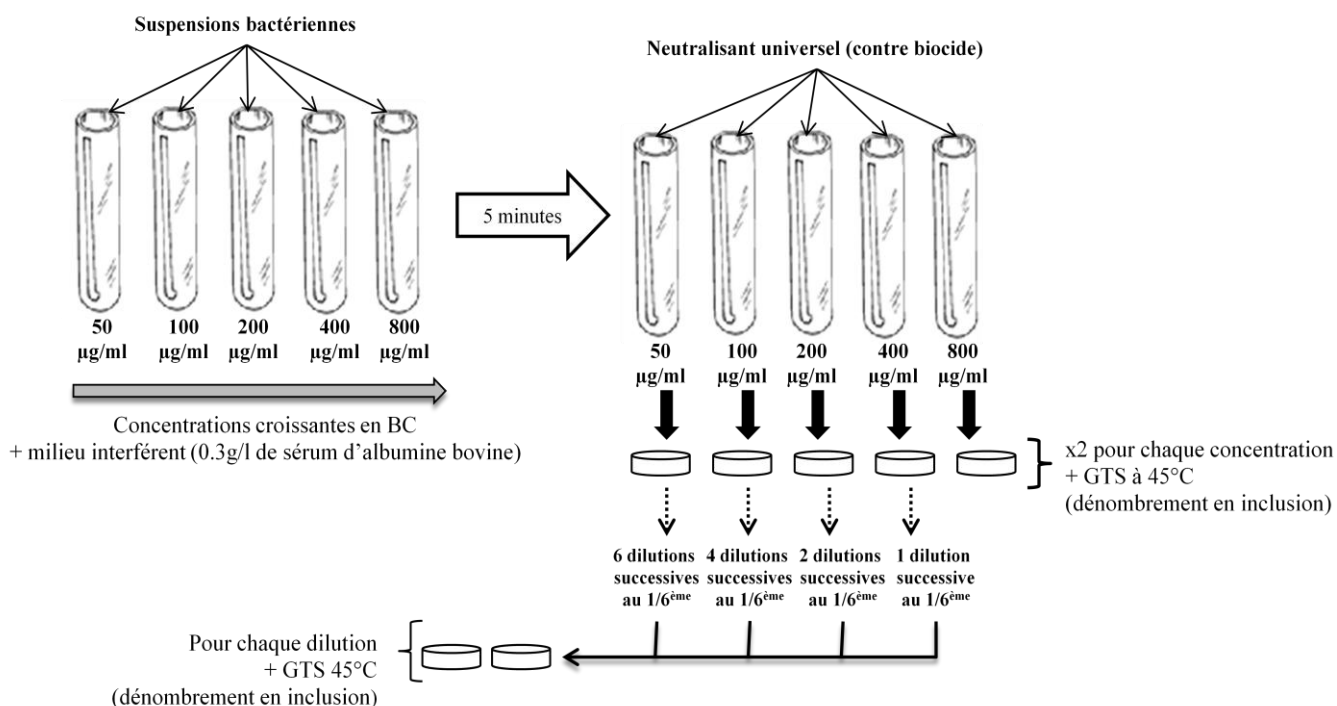 Suspensions bactériennes
50
µg/ml
100
µg/ml
200
µg/ml
400
µg/ml
800
µg/ml
Concentrations croissantes en BC
+ milieu interférent (0.3g/l de sérum d’albumine bovine)
5 minutes
Neutralisant universel (contre biocide)
50
µg/ml
100
µg/ml
200
µg/ml
400
µg/ml
800
µg/ml
x2 pour chaque concentration
+ GTS à 45°C
(dénombrement en inclusion)
6 dilutions
successives
au 1/6ème
4 dilutions
successives
au 1/6ème
2 dilutions
successives
au 1/6ème
1 dilution
successive
au 1/6ème
Pour chaque dilution
+ GTS 45°C
(dénombrement en inclusion)